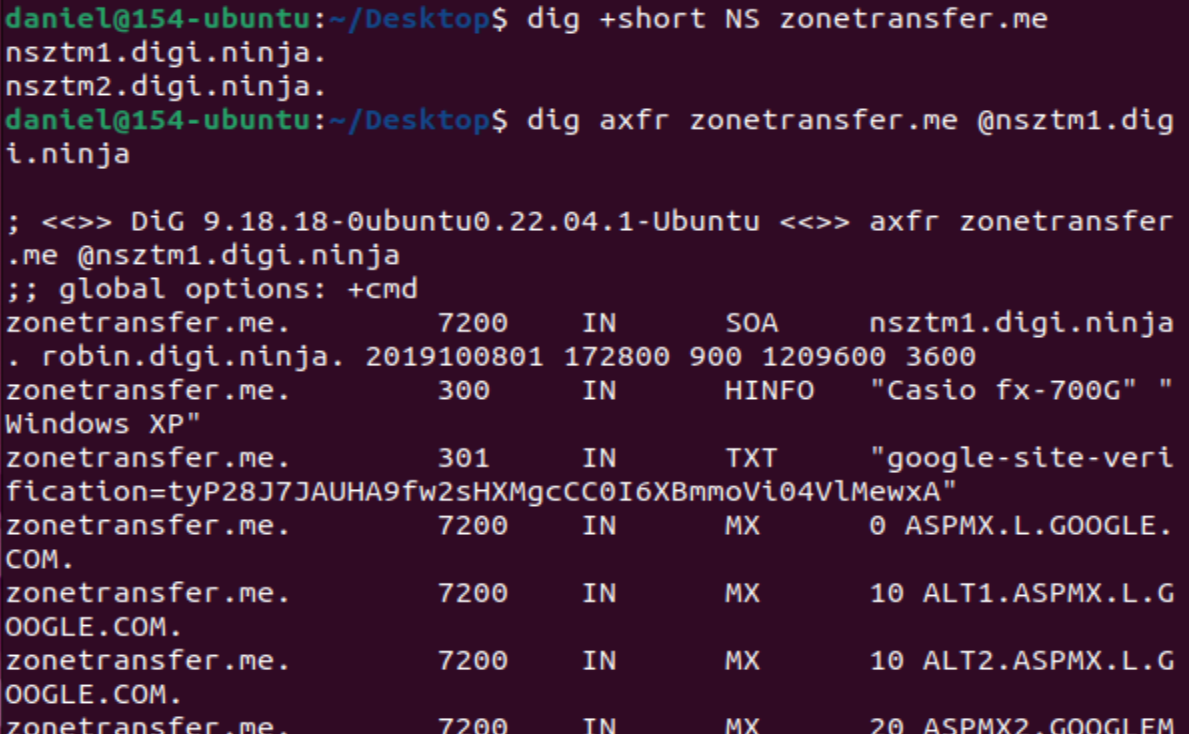 daniel@154-ubuntu:~/Desktop$ dig +short NS zonetransfer.me
nsztm1.digi.ninja.
nsztm2.digi.ninja.
daniel@154-ubuntu:~/Desktop$ dig axfr zonetransfer.me @nsztm1.dig
i.ninja
; <<>> DiG 9.18.18-0ubuntu0.22.04.1-Ubuntu <<>> axfr zonetransfer
.me @nsztm1.digi.ninja
;; global options: +cmd
zonetransfer.me. 7200 IN SOA nsztm1.digi.ninja
. robin.digi.ninja. 2019100801 172800 900 1209600 3600
zonetransfer.me. 300 IN HINFO "Casio fx-700G" "
Windows XP"
zonetransfer.me. 301 IN TXT "google-site-veri
fication=tyP28J7JAUHA9fw2sHXMgcCC0I6XBmmoVi04VlMewxA"
zonetransfer.me. 7200 IN MX 0 ASPMX.L.GOOGLE.
COM.
zonetransfer.me. 7200 IN MX 10 ALT1.ASPMX.L.G
OOGLE.COM.
zonetransfer.me. 7200 IN MX 10 ALT2.ASPMX.L.G
OOGLE.COM.
zonetransfer.me. 7200 IN MX 20 ASPMX2.GOOGLEM